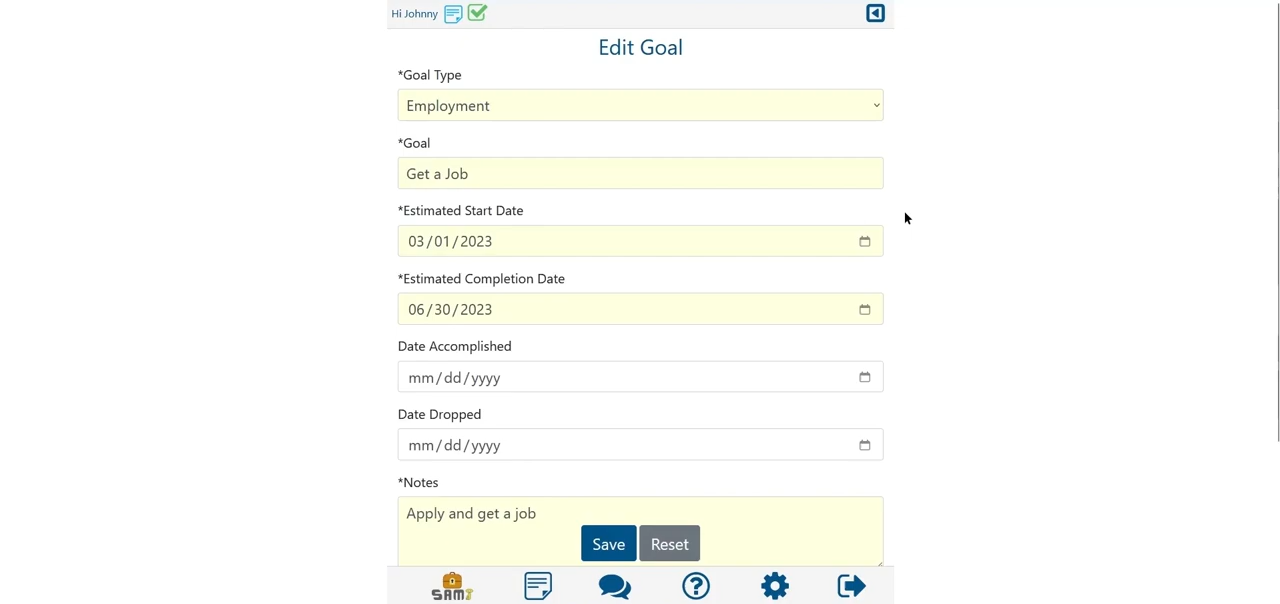 Hi Johnny
Edit Goal
*Goal Type
Employment
*Goal
Get a Job
*Estimated Start Date
03/01/2023
*Estimated Completion Date
06/30/2023
Date Accomplished
mm/dd/yyyy
Date Dropped
mm/dd/yyyy
*Notes
Apply and get a job
Save Reset
SAMI